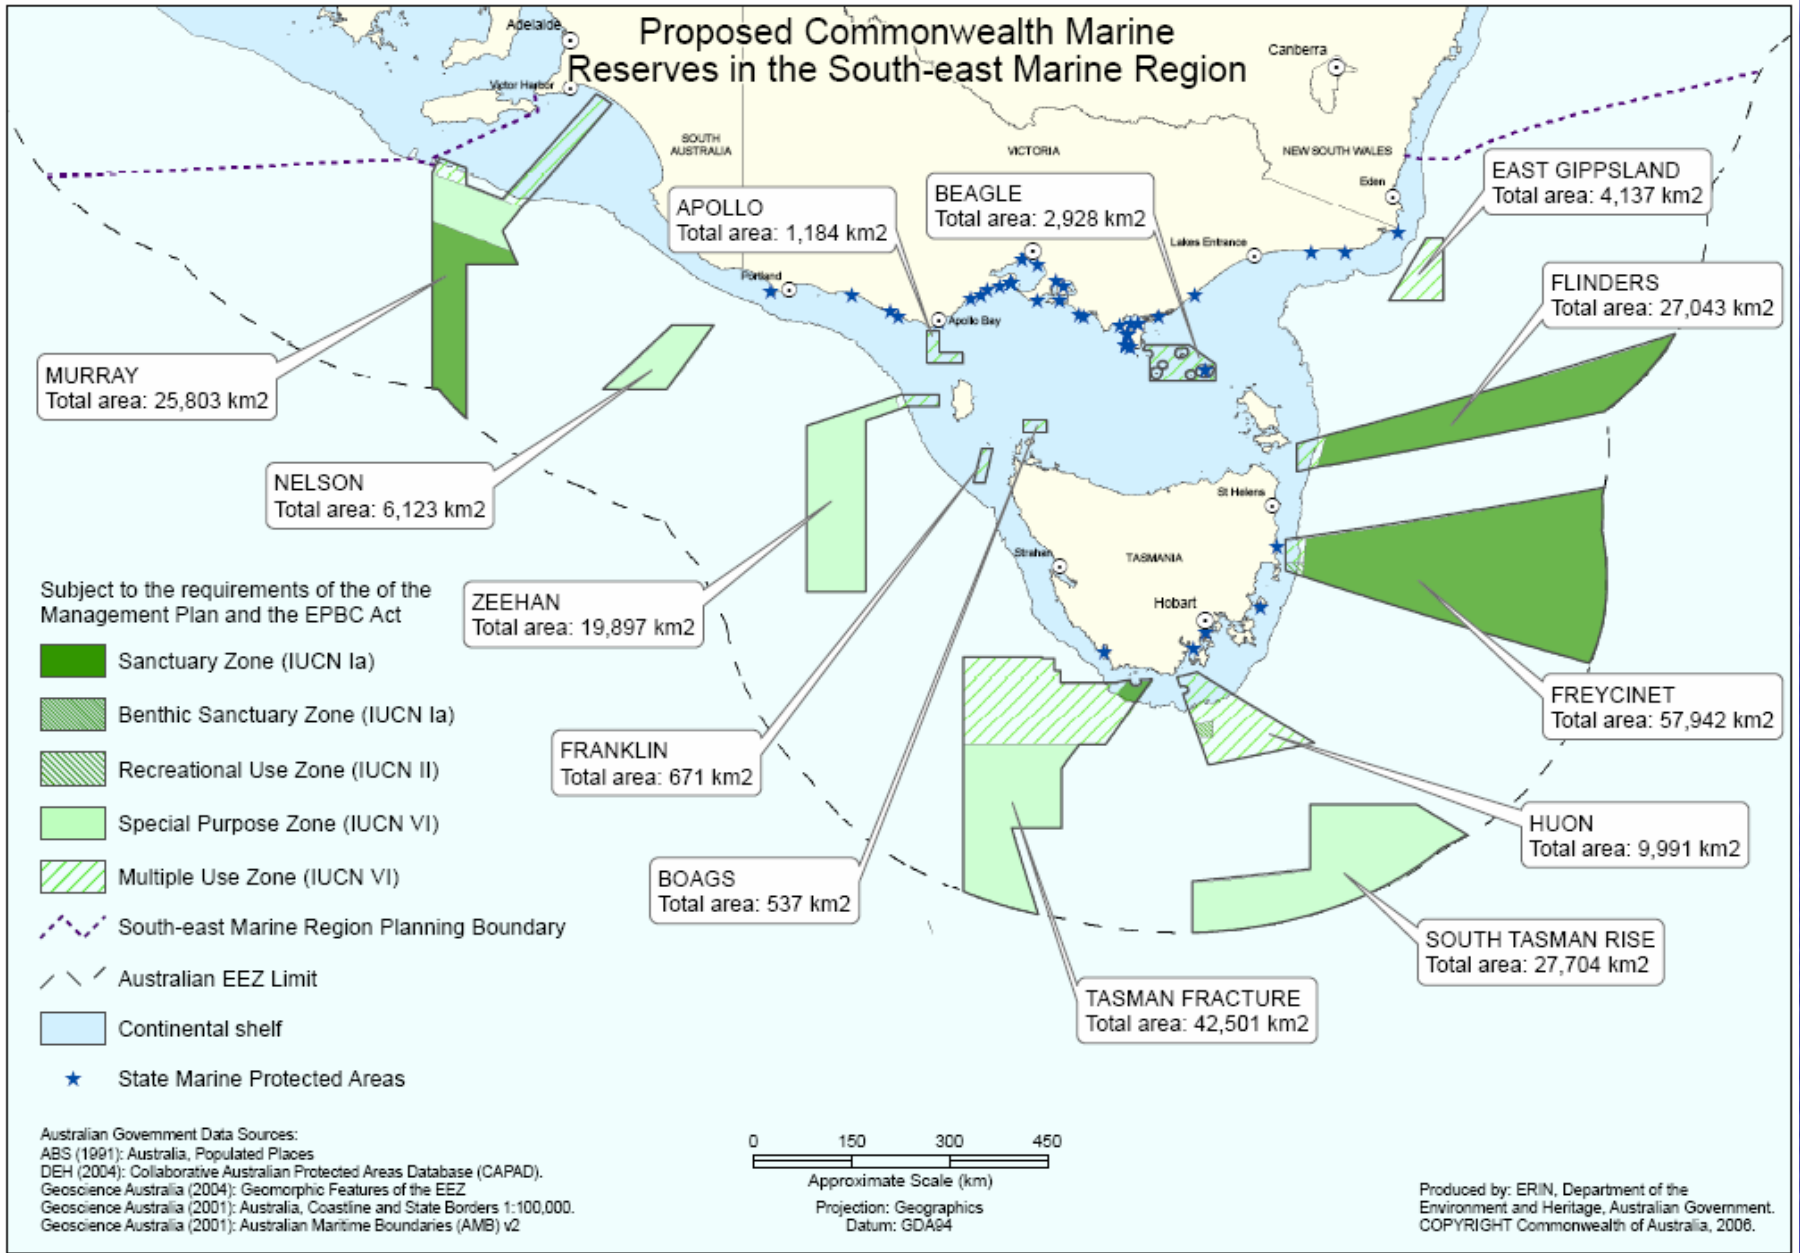 Proposed Commonwealth Marine
Reserves in the South-east Marine Region
Adelaide
Victor Harbor
Canberra
SOUTH
AUSTRALIA
VICTORIA
NEW SOUTH WALES
Eden
EAST GIPPSLAND
Total area: 4,137 km2
BEAGLE
Total area: 2,928 km2
APOLLO
Total area: 1,184 km2
Lakes Entrance
Portland
Apollo Bay
FLINDERS
Total area: 27,043 km2
MURRAY
Total area: 25,803 km2
NELSON
Total area: 6,123 km2
St Helens
Strahan
TASMANIA
Hobart
ZEEHAN
Total area: 19,897 km2
FREYCINET
Total area: 57,942 km2
FRANKLIN
Total area: 671 km2
HUON
Total area: 9,991 km2
BOAGS
Total area: 537 km2
SOUTH TASMAN RISE
Total area: 27,704 km2
TASMAN FRACTURE
Total area: 42,501 km2
Subject to the requirements of the of the
Management Plan and the EPBC Act
Sanctuary Zone (IUCN Ia)
Benthic Sanctuary Zone (IUCN Ia)
Recreational Use Zone (IUCN II)
Special Purpose Zone (IUCN VI)
Multiple Use Zone (IUCN VI)
South-east Marine Region Planning Boundary
Australian EEZ Limit
Continental shelf
State Marine Protected Areas
Australian Government Data Sources:
ABS (1991): Australia, Populated Places
DEH (2004): Collaborative Australian Protected Areas Database (CAPAD).
Geoscience Australia (2004): Geomorphic Features of the EEZ
Geoscience Australia (2001): Australia, Coastline and State Borders 1:100,000.
Geoscience Australia (2001): Australian Maritime Boundaries (AMB) v2
0 150 300 450
Approximate Scale (km)
Projection: Geographics
Datum: GDA94
Produced by: ERIN, Department of the
Environment and Heritage, Australian Government.
COPYRIGHT Commonwealth of Australia, 2006.